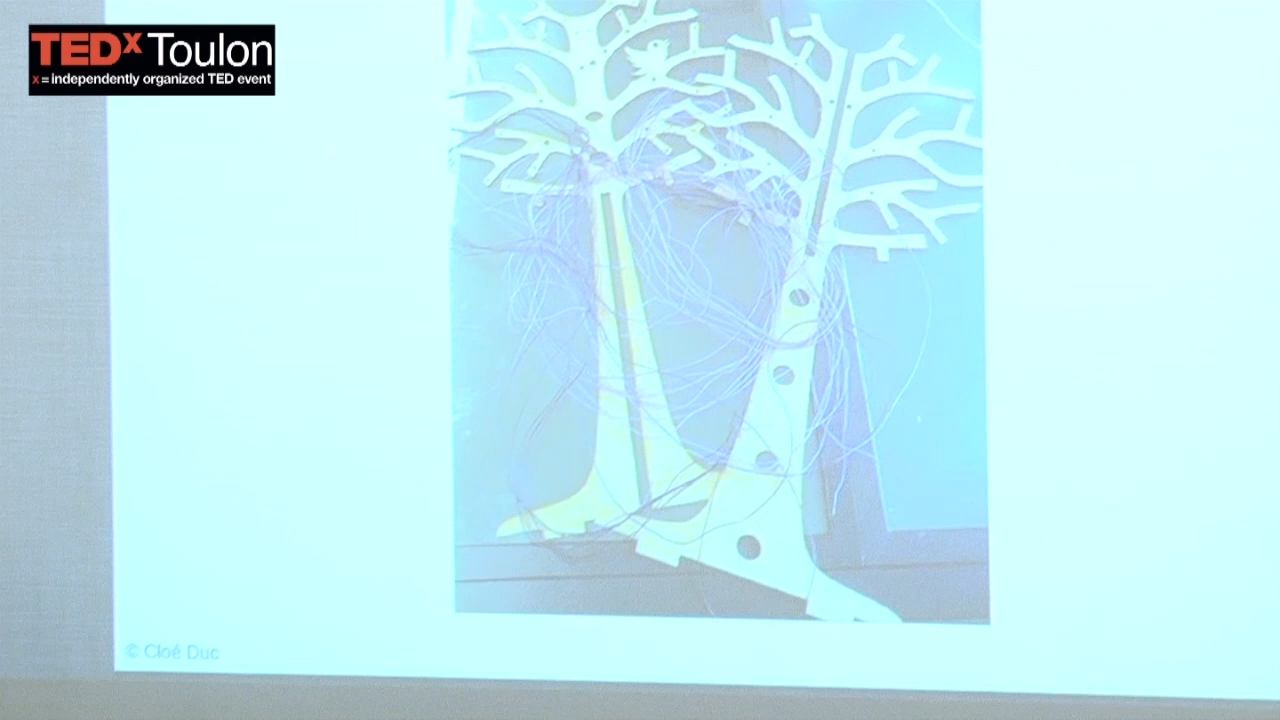 TEDx Toulon
x = independently organized TED event
© Cloé Duc